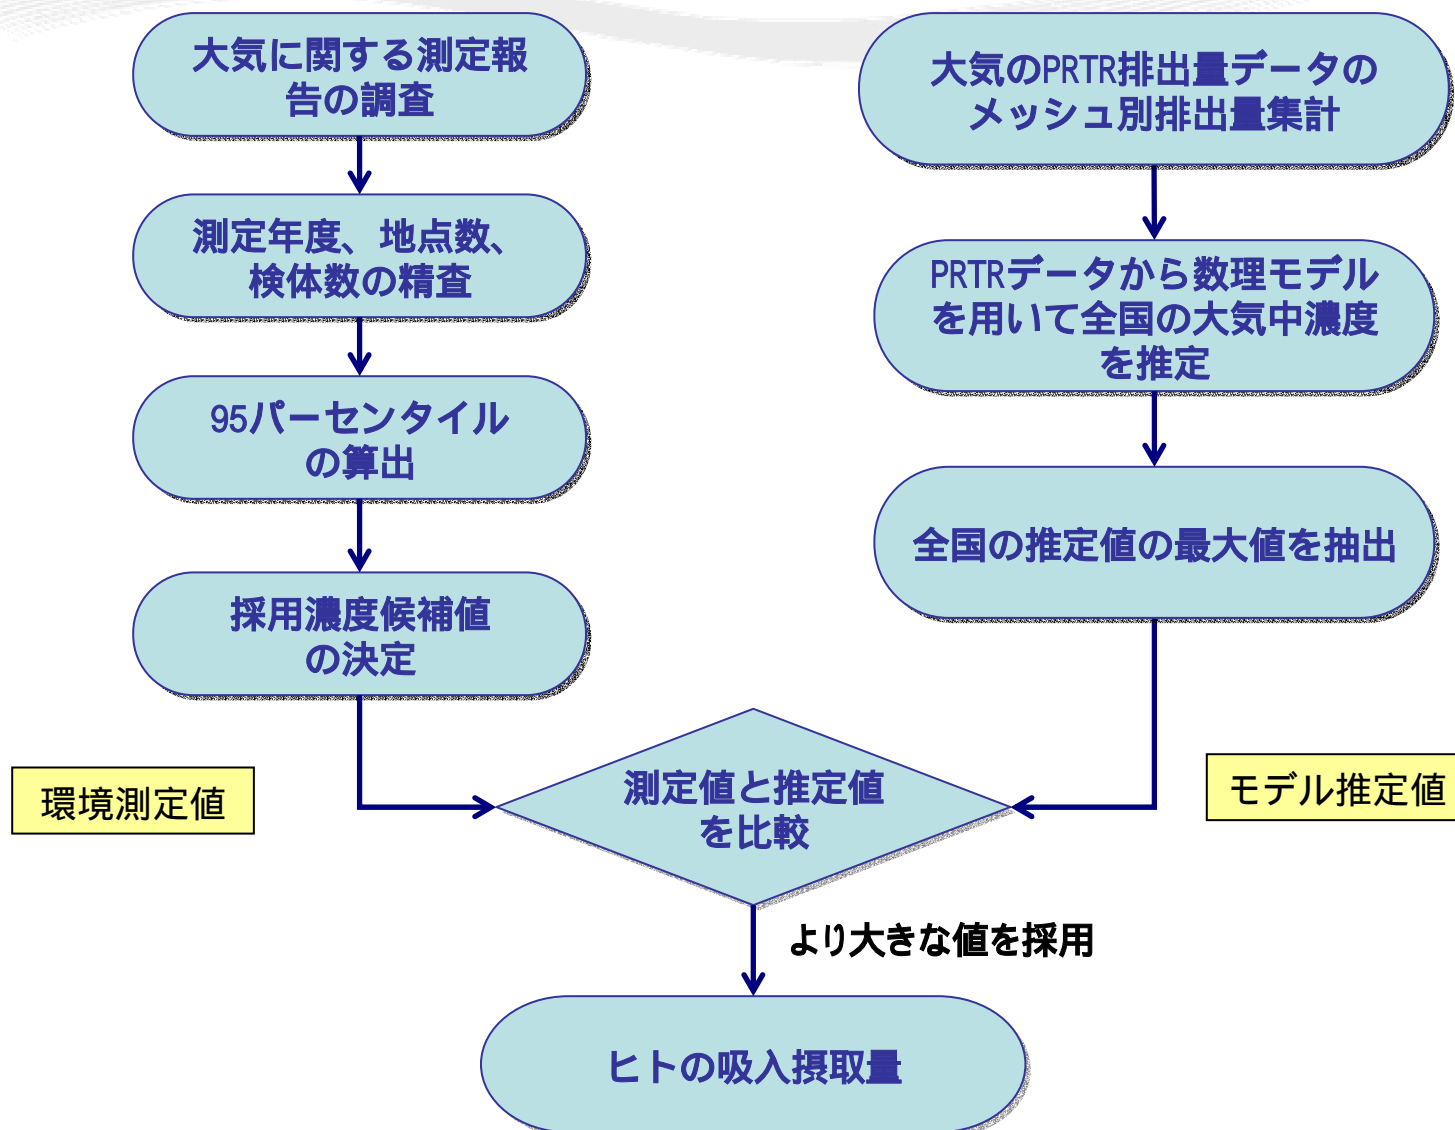 大気に関する測定報
告の調査
測定年度、地点数、
検体数の精査
95パーセンタイル
の算出
採用濃度候補値
の決定
環境測定値
大気のPRTR排出量データの
メッシュ別排出量集計
PRTRデータから数理モデル
を用いて全国の大気中濃度
を推定
全国の推定値の最大値を抽出
モデル推定値
測定値と推定値
を比較
より大きな値を採用
ヒトの吸入摂取量